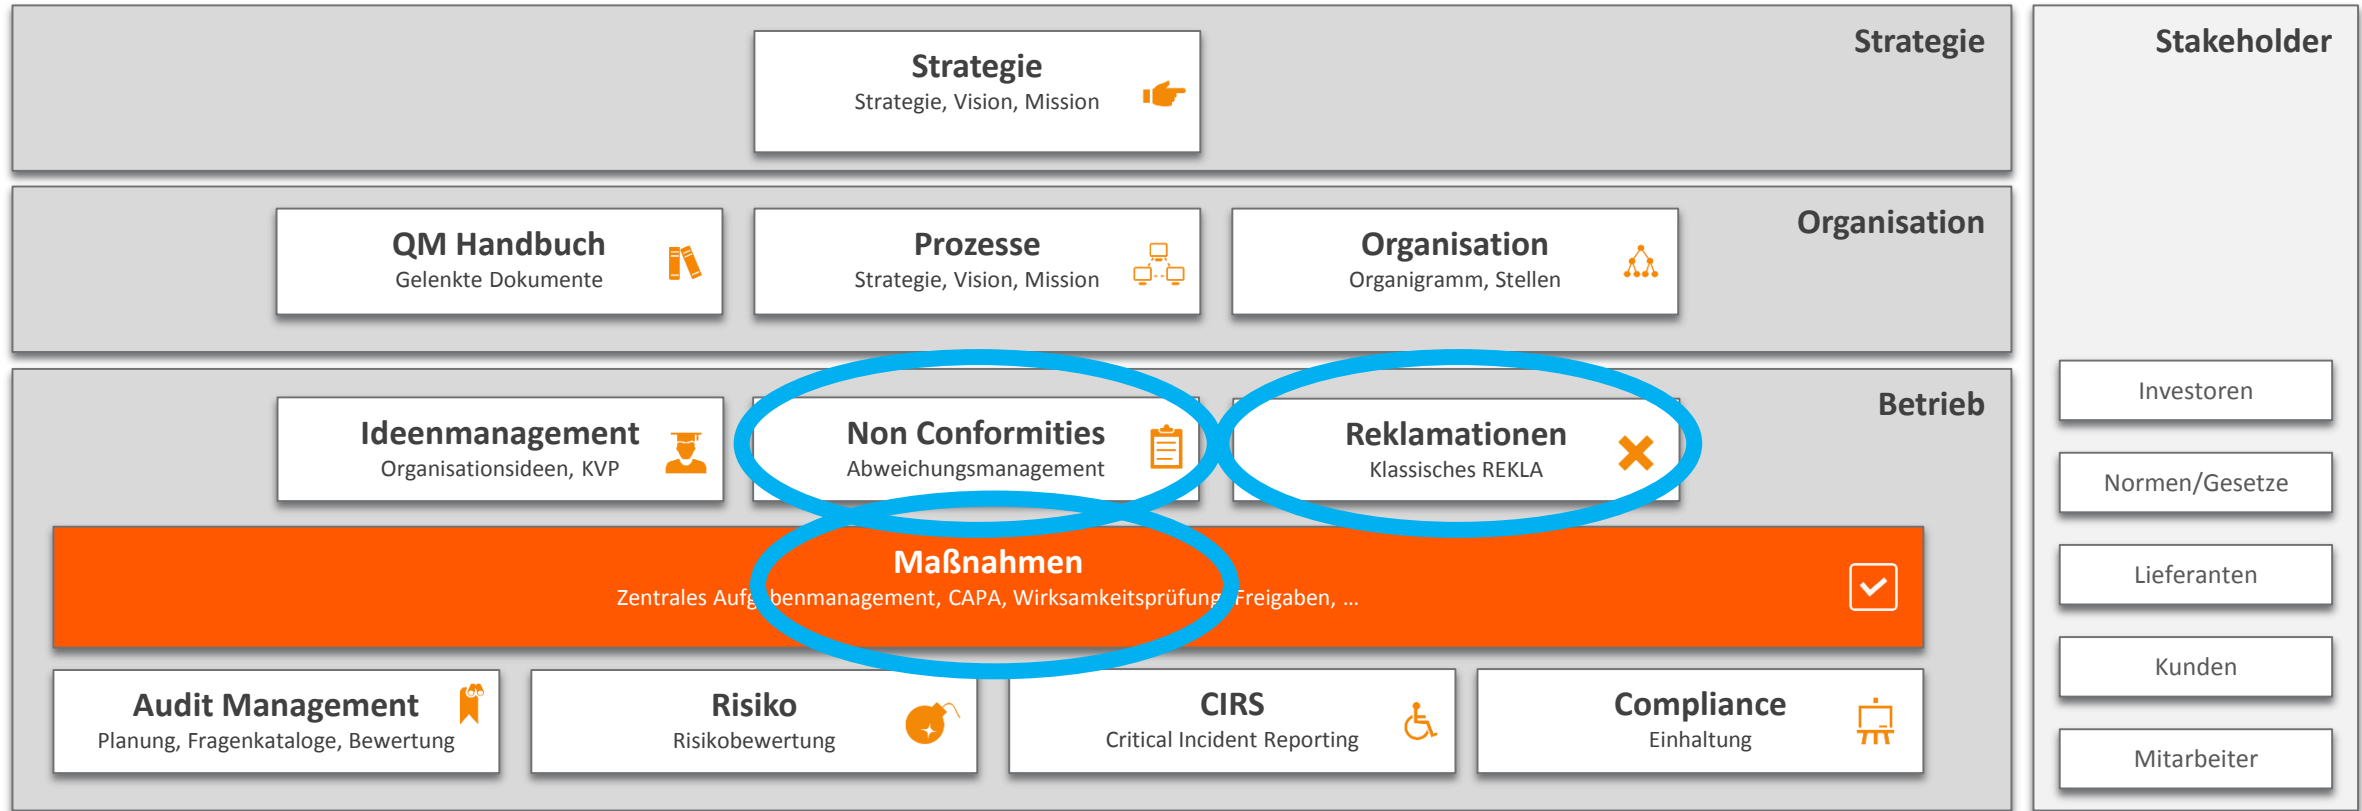 Strategie
Strategie
Strategie, Vision, Mission
Organisation
QM Handbuch
Gelenkte Dokumente
Prozesse
Strategie, Vision, Mission
Organisation
Organigramm, Stellen
Betrieb
Ideenmanagement
Organisationsideen, KVP
Non Conformities
Abweichungsmanagement
Reklamationen
Klassisches REKLA
Maßnahmen
Zentrales Aufgabenmanagement, CAPA, Wirksamkeitsprüfung, Freigaben, ...
Audit Management
Planung, Fragenkataloge, Bewertung
Risiko
Risikobewertung
CIRS
Critical Incident Reporting
Compliance
Einhaltung
Stakeholder
Investoren
Normen/Gesetze
Lieferanten
Kunden
Mitarbeiter